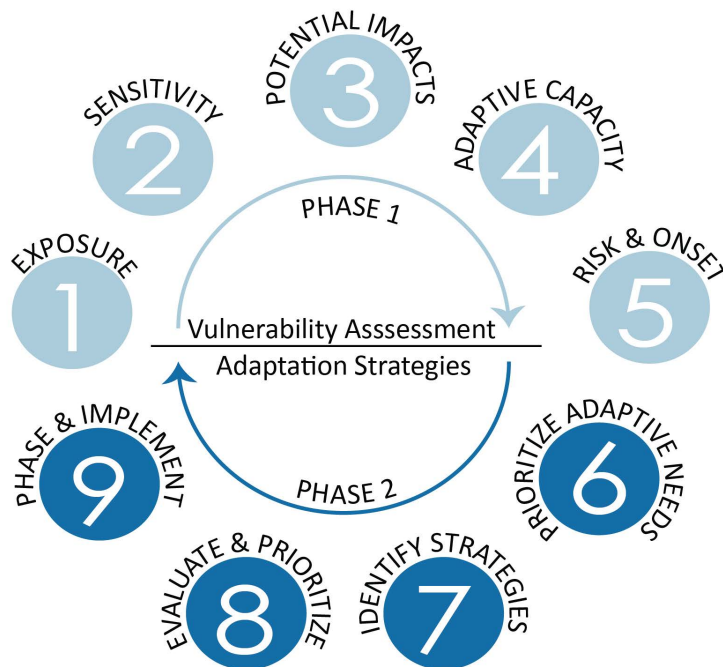 EXPOSURE
1
SENSITIVITY
2
POTENTIAL IMPACTS
3
ADAPTIVE CAPACITY
4
RISK & ONSET
5
PHASE 1
Vulnerability Asssessment
Adaptation Strategies
PHASE 2
PRIORITIZE ADAPTIVE NEEDS
6
IDENTIFY STRATEGIES
7
EVALUATE & PRIORITIZE
8
PHASE & IMPLEMENT
9